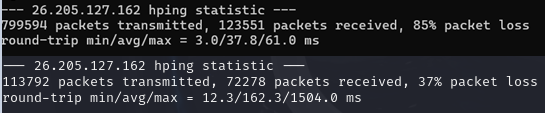 --- 26.205.127.162 hping statistic ---
799594 packets transmitted, 123551 packets received, 85% packet loss
round-trip min/avg/max = 3.0/37.8/61.0 ms
--- 26.205.127.162 hping statistic ---
113792 packets transmitted, 72278 packets received, 37% packet loss
round-trip min/avg/max = 12.3/162.3/1504.0 ms